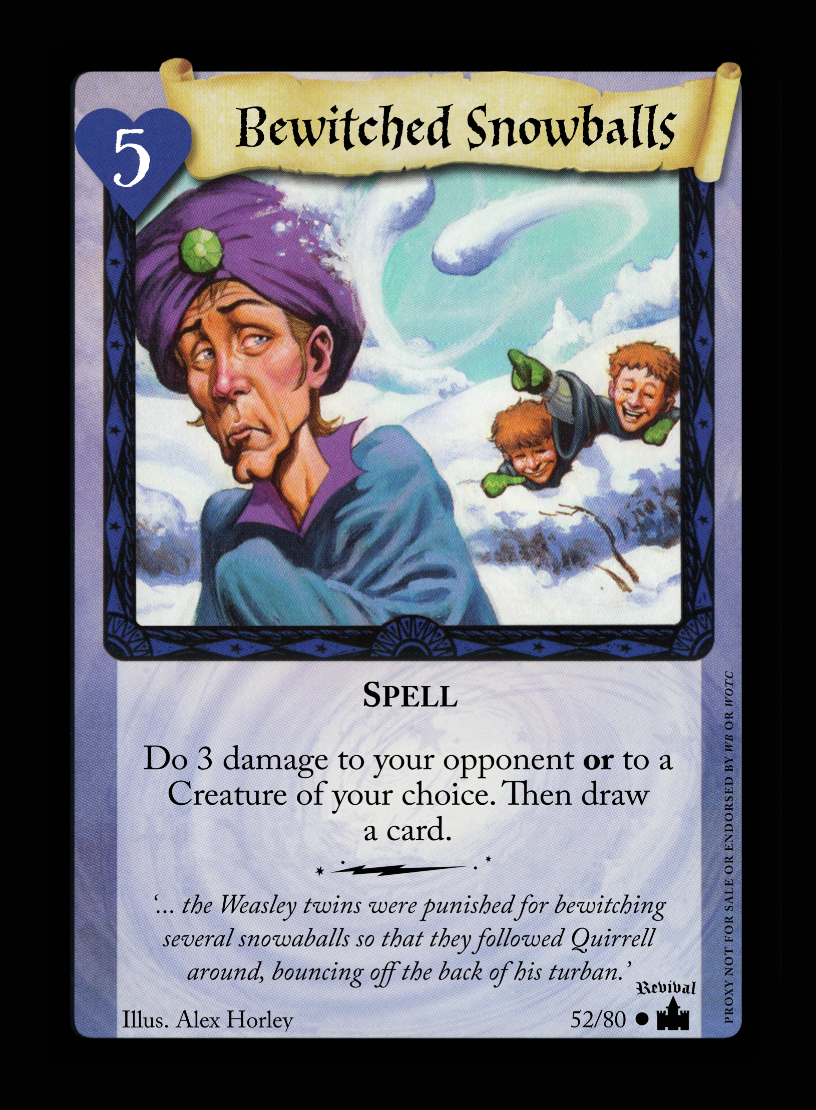 Bewitched Snowballs
5
SPELL
Do 3 damage to your opponent or to a
Creature of your choice. Then draw
a card.
‘... the Weasley twins were punished for bewitching
several snowaballs so that they followed Quirrell
around, bouncing off the back of his turban.’
Revival
Illus. Alex Horley
52/80
PROXY NOT FOR SALE OR ENDORSED BY WB OR WOTC